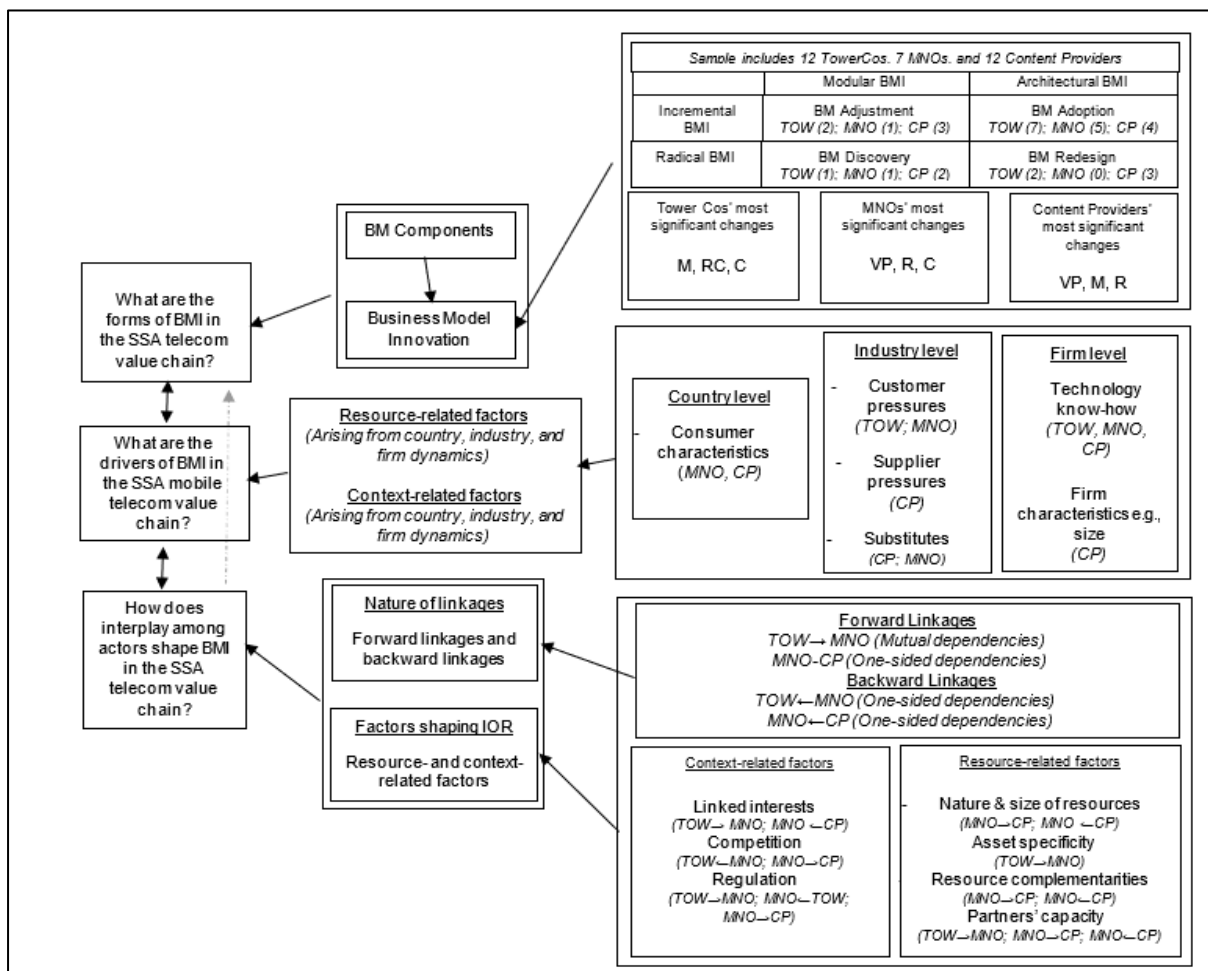 Sample includes 12 TowerCos. 7 MNOs. and 12 Content Providers
Modular BMI
Architectural BMI
Incremental
BMI
BM Adjustment
TOW (2); MNO (1); CP (3)
BM Adoption
TOW (7); MNO (5); CP (4)
Radical BMI
BM Discovery
TOW (1); MNO (1); CP (2)
BM Redesign
TOW (2); MNO (0); CP (3)
Tower Cos' most
significant changes
M, RC, C
MNOs' most
significant changes
VP, R, C
Content Providers'
most significant
changes
VP, M, R
BM Components
Business Model
Innovation
What are the
forms of BMI in
the SSA telecom
value chain?
What are the
drivers of BMI in
the SSA mobile
telecom value
chain?
How does
interplay among
actors shape BMI
in the SSA
telecom value
chain?
Resource-related factors
(Arising from country, industry, and
firm dynamics)
Context-related factors
(Arising from country, industry, and
firm dynamics)
Country level
- Consumer
characteristics
(MNO, CP)
Industry level
- Customer
pressures
(TOW; MNO)
- Supplier
pressures
(CP)
- Substitutes
(CP; MNO)
Firm level
Technology
know-how
(TOW, MNO,
CP)
Firm
characteristics e.g.,
size
(CP)
Nature of linkages
Forward linkages and
backward linkages
Factors shaping IOR
Resource- and context-
related factors
Forward Linkages
TOW→ MNO (Mutual dependencies)
MNO-CP (One-sided dependencies)
Backward Linkages
TOW←MNO (One-sided dependencies)
MNO←CP (One-sided dependencies)
Context-related factors
Linked interests
(TOW→ MNO; MNO ←CP)
Competition
(TOW←MNO; MNO→CP)
Regulation
(TOW→MNO; MNO←TOW;
MNO→CP)
Resource-related factors
- Nature & size of resources
(MNO→CP; MNO ←CP)
Asset specificity
(TOW→MNO)
- Resource complementarities
(MNO→CP; MNO←CP)
Partners' capacity
(TOW→MNO; MNO→CP; MNO←CP)